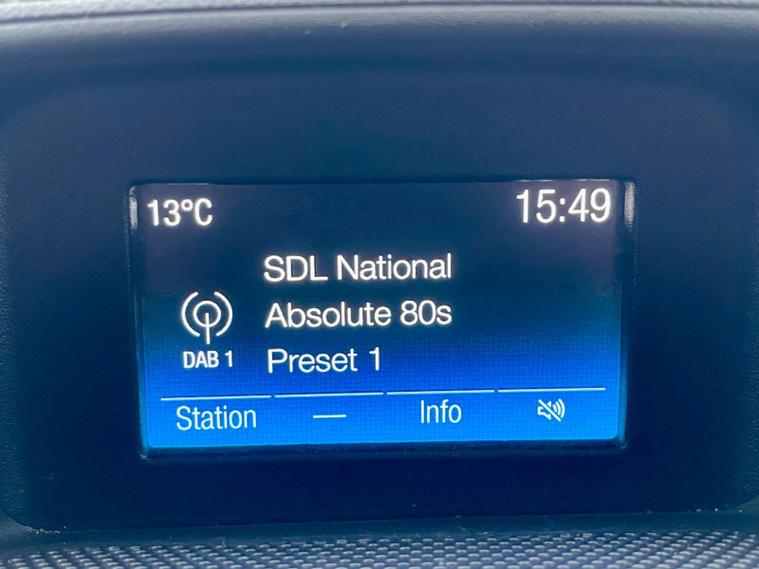 13°C 15:49
SDL National
Absolute 80s
DAB 1 Preset 1
Station — Info